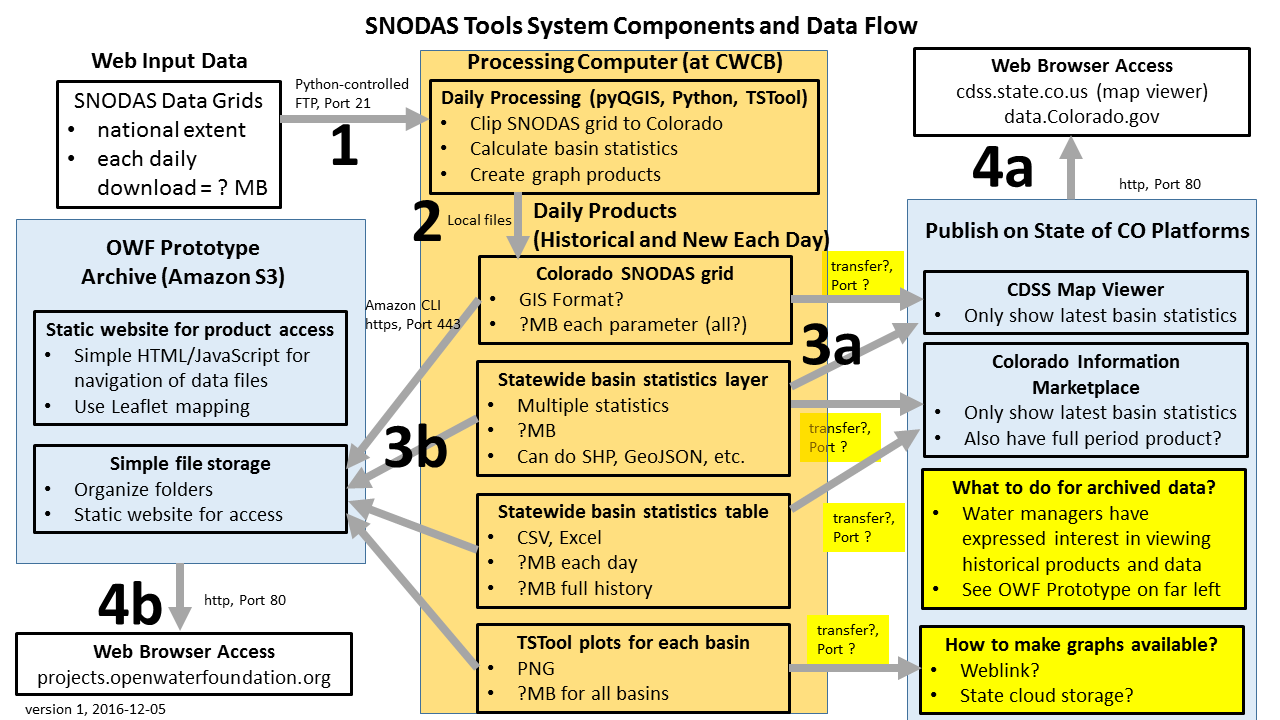 SNODAS Tools System Components and Data Flow
Web Input Data
SNODAS Data Grids
• national extent
• each daily
download = ? MB
Python-controlled
FTP, Port 21
1
Processing Computer (at CWCB)
Daily Processing (pyQGIS, Python, TSTool)
• Clip SNODAS grid to Colorado
• Calculate basin statistics
• Create graph products
2
Local files
Daily Products
(Historical and New Each Day)
Colorado SNODAS grid
• GIS Format?
• ?MB each parameter (all?)
Statewide basin statistics layer
• Multiple statistics
• ?MB
• Can do SHP, GeoJSON, etc.
Statewide basin statistics table
• CSV, Excel
• ?MB each day
• ?MB full history
TSTool plots for each basin
• PNG
• ?MB for all basins
transfer?,
Port ?
3a
transfer?,
Port ?
transfer?,
Port ?
transfer?,
Port ?
Web Browser Access
cdss.state.co.us (map viewer)
data.Colorado.gov
4a
http, Port 80
Publish on State of CO Platforms
CDSS Map Viewer
• Only show latest basin statistics
Colorado Information
Marketplace
• Only show latest basin statistics
• Also have full period product?
What to do for archived data?
• Water managers have
expressed interest in viewing
historical products and data
• See OWF Prototype on far left
How to make graphs available?
• Weblink?
• State cloud storage?
Amazon CLI
https, Port 443
3b
OWF Prototype
Archive (Amazon S3)
Static website for product access
• Simple HTML/JavaScript for
navigation of data files
• Use Leaflet mapping
Simple file storage
• Organize folders
• Static website for access
4b
http, Port 80
Web Browser Access
projects.openwaterfoundation.org
version 1, 2016-12-05